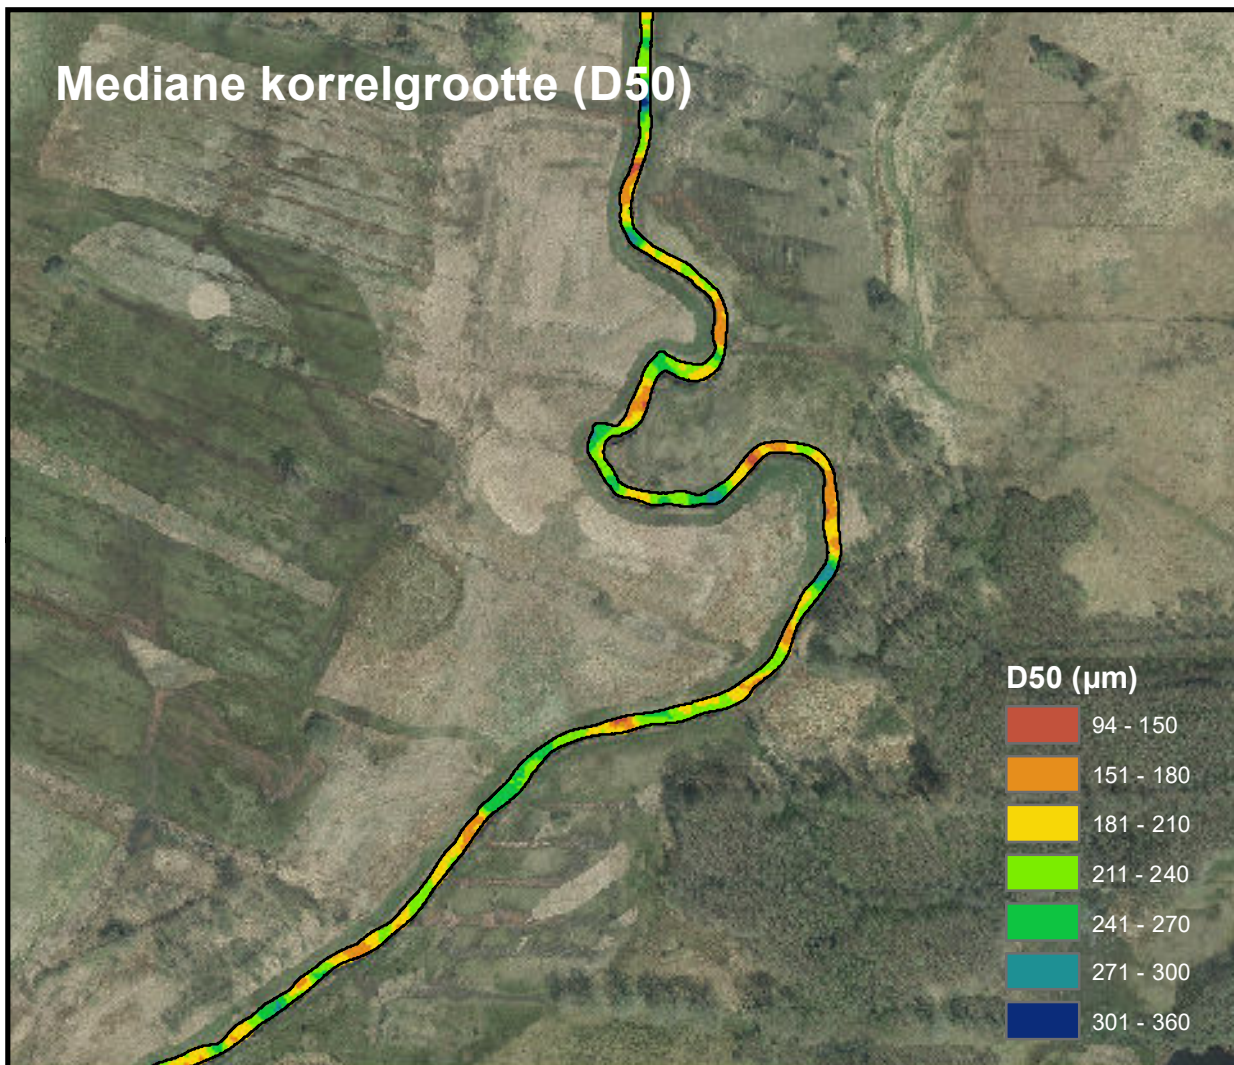 Mediane korrelgrootte (D50)
D50 (µm)
94 - 150
151 - 180
181 - 210
211 - 240
241 - 270
271 - 300
301 - 360